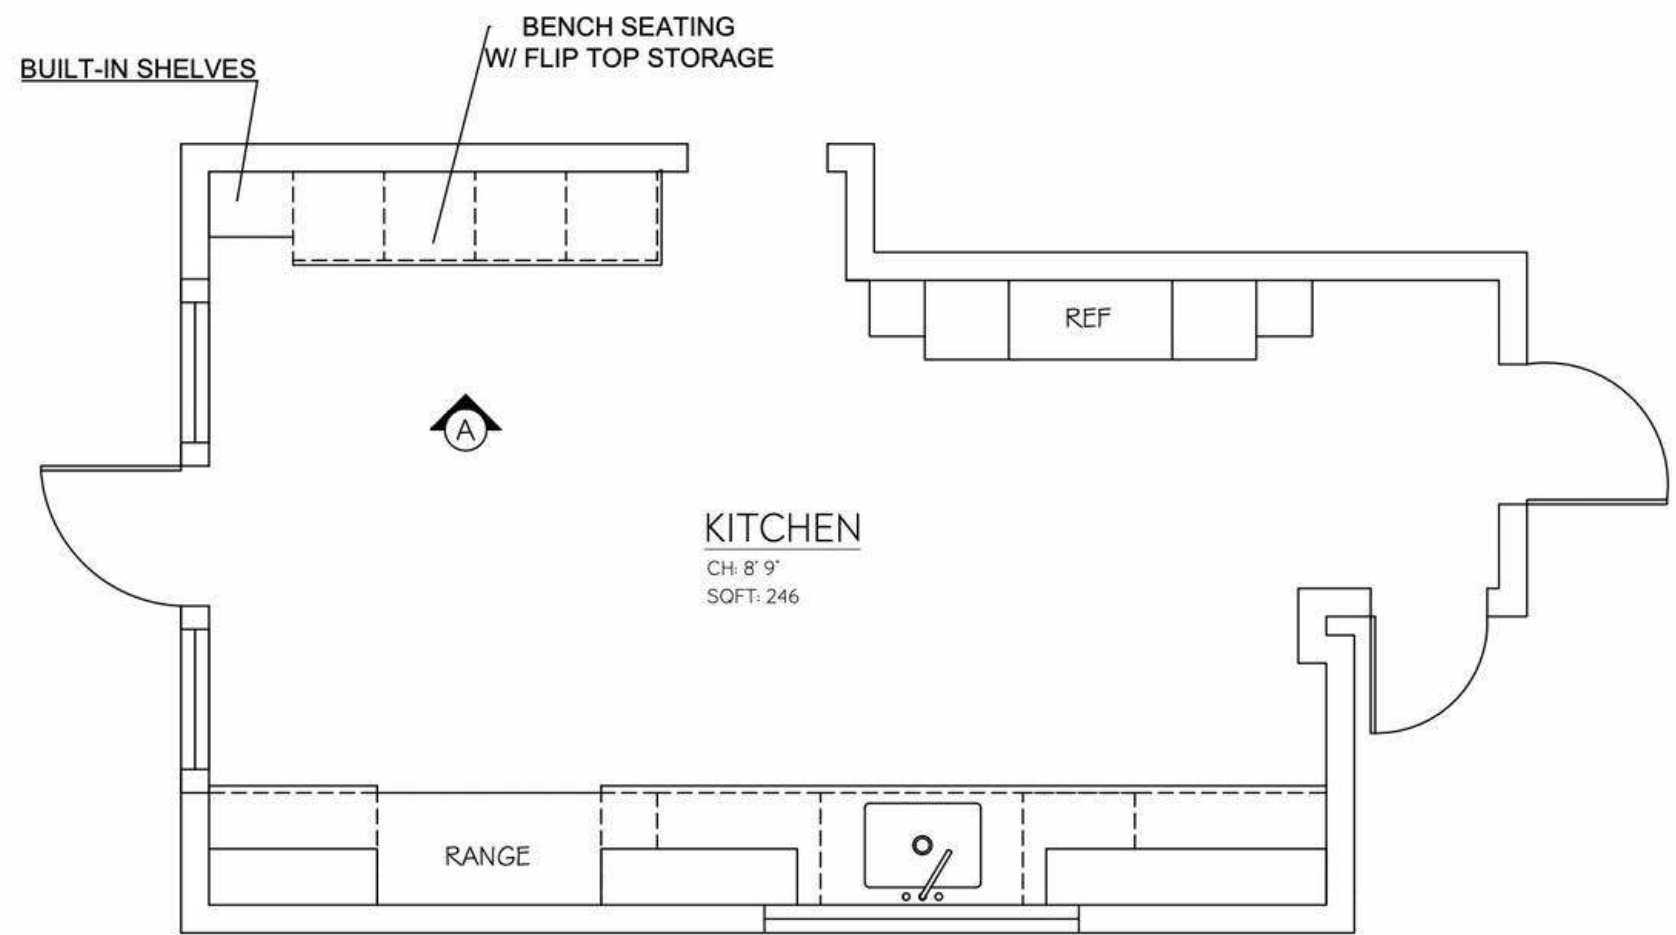 BENCH SEATING
W/ FLIP TOP STORAGE
BUILT-IN SHELVES
REF
A
KITCHEN
CH: 8' 9"
SQFT: 246
RANGE